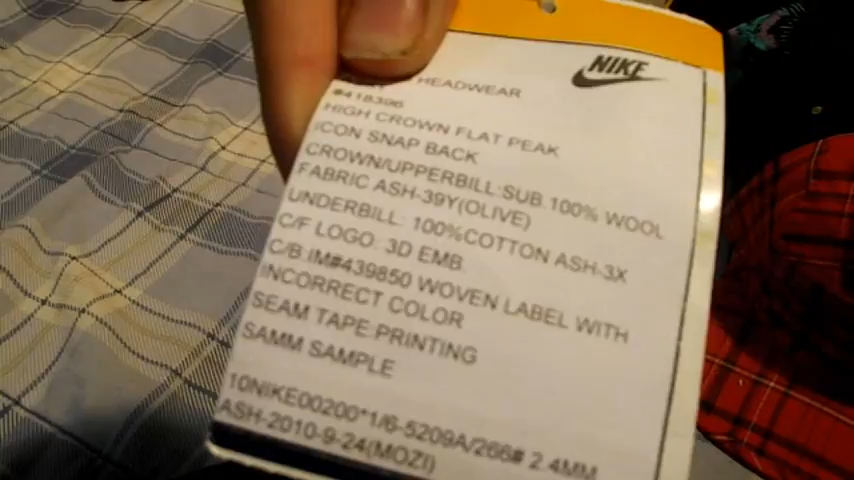 NIKE
HEADWEAR
#418396
HIGH CROWN FLAT PEAK
ICON SNAP BACK
CROWN/UPPERBILL:SUB 100% WOOL
FABRIC ASH-39Y(OLIVE)
UNDERBILL: 100%COTTON ASH-3X
C/F LOGO: 3D EMB
C/B IM#439850 WOVEN LABEL WITH
INCORRECT COLOR
SEAM TAPE:PRINTING
SAMM SAMPLE
10NIKE00200*1/6-5209A/266# 2.4MM
ASH-2010-9-24(MOZI)